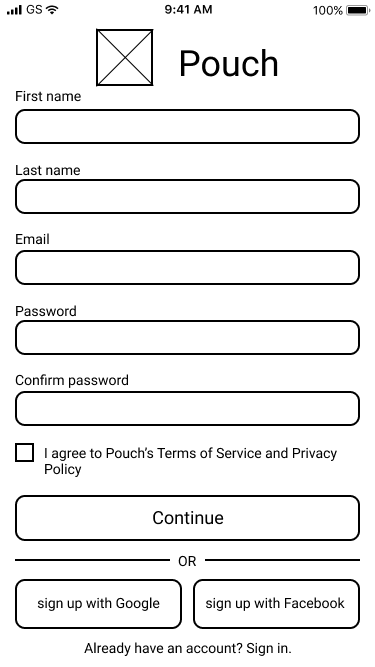 GS 9:41 AM 100%
Pouch
First name
Last name
Email
Password
Confirm password
I agree to Pouch's Terms of Service and Privacy
Policy
Continue
OR
sign up with Google sign up with Facebook
Already have an account? Sign in.